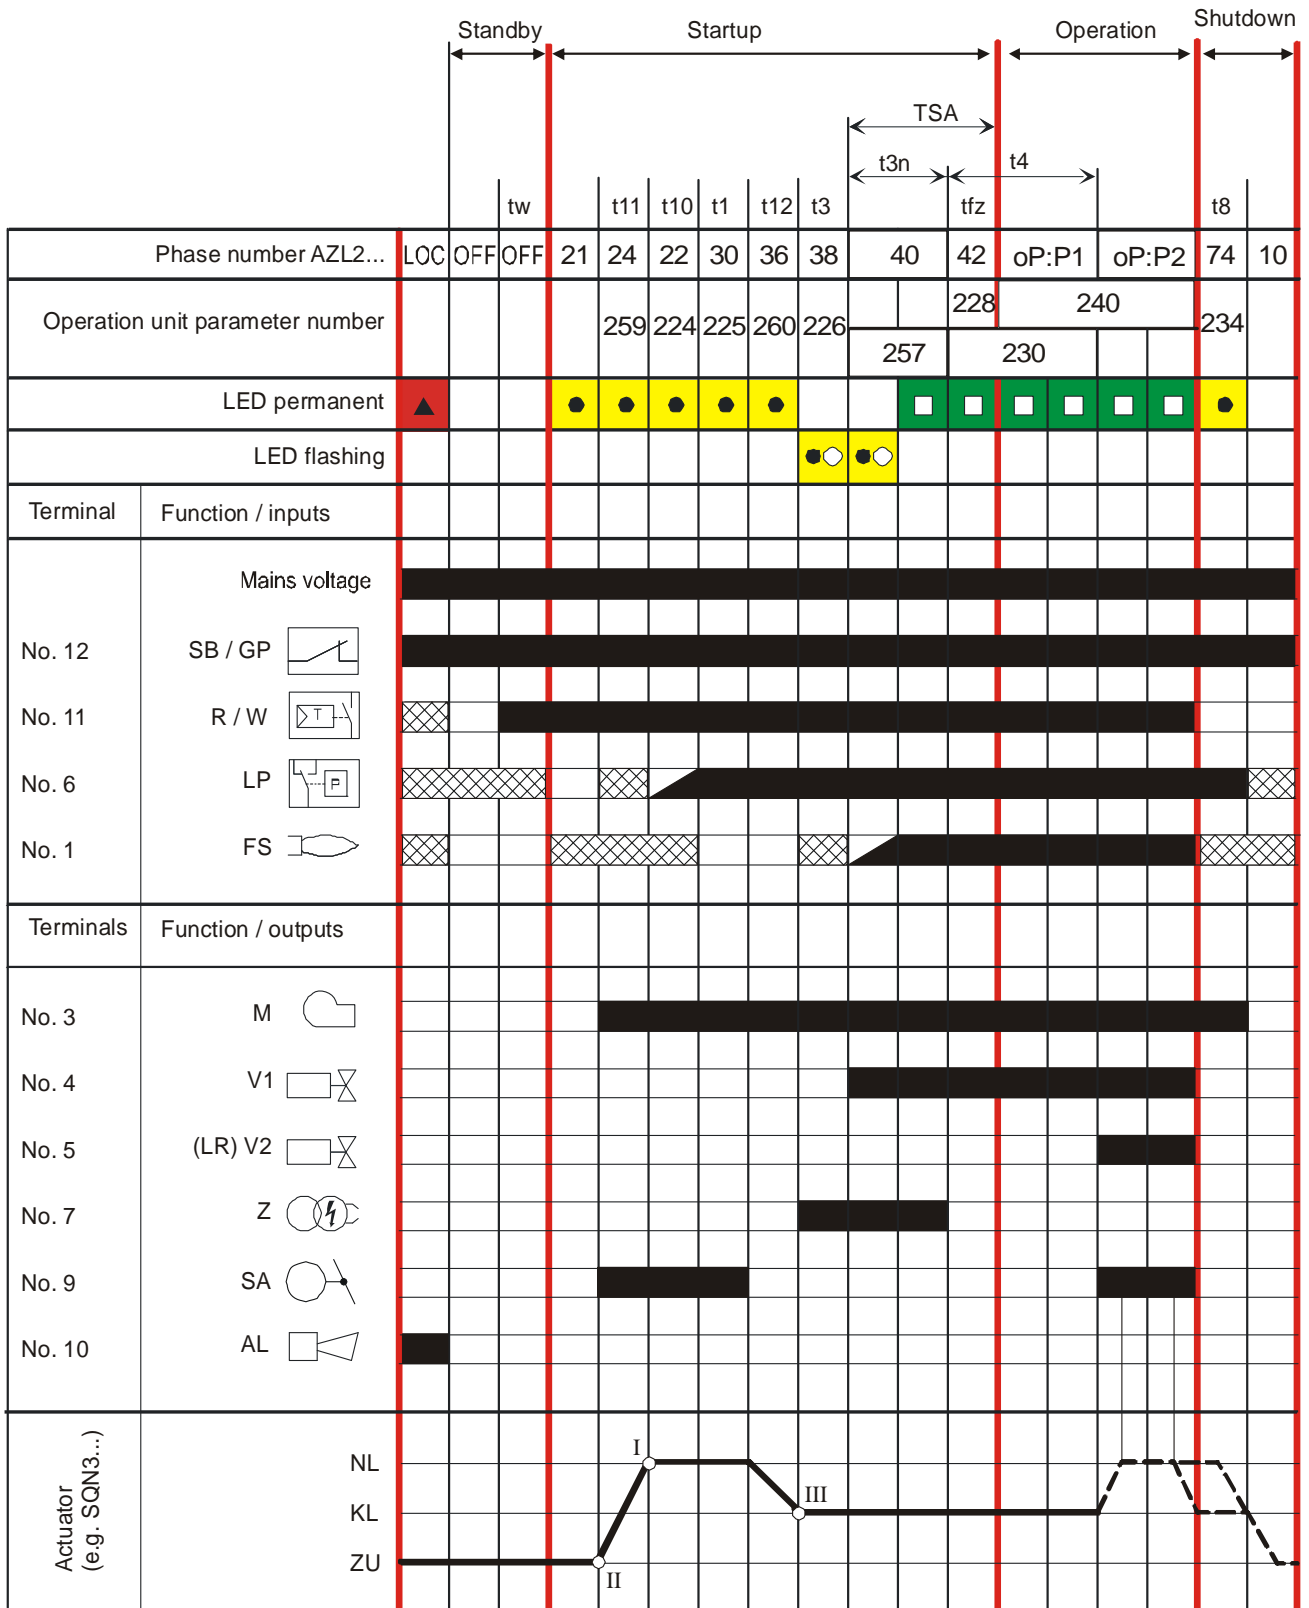 Standby Startup Operation Shutdown
TSA
t3n t4
tw t11 t10 t1 t12 t3 tfz t8
Phase number AZL2... LOC OFF OFF 21 24 22 30 36 38 40 42 oP:P1 oP:P2 74 10
228 240
Operation unit parameter number 259 224 225 260 226 234
257 230
LED permanent
LED flashing
Terminal Function / inputs
Mains voltage
No. 12 SB / GP
No. 11 R / W T
No. 6 LP P
No. 1 FS
Terminals Function / outputs
No. 3 M
No. 4 V1
No. 5 (LR) V2
No. 7 Z
No. 9 SA
No. 10 AL
Actuator
(e.g. SQN3...)
NL I
KL III
ZU II